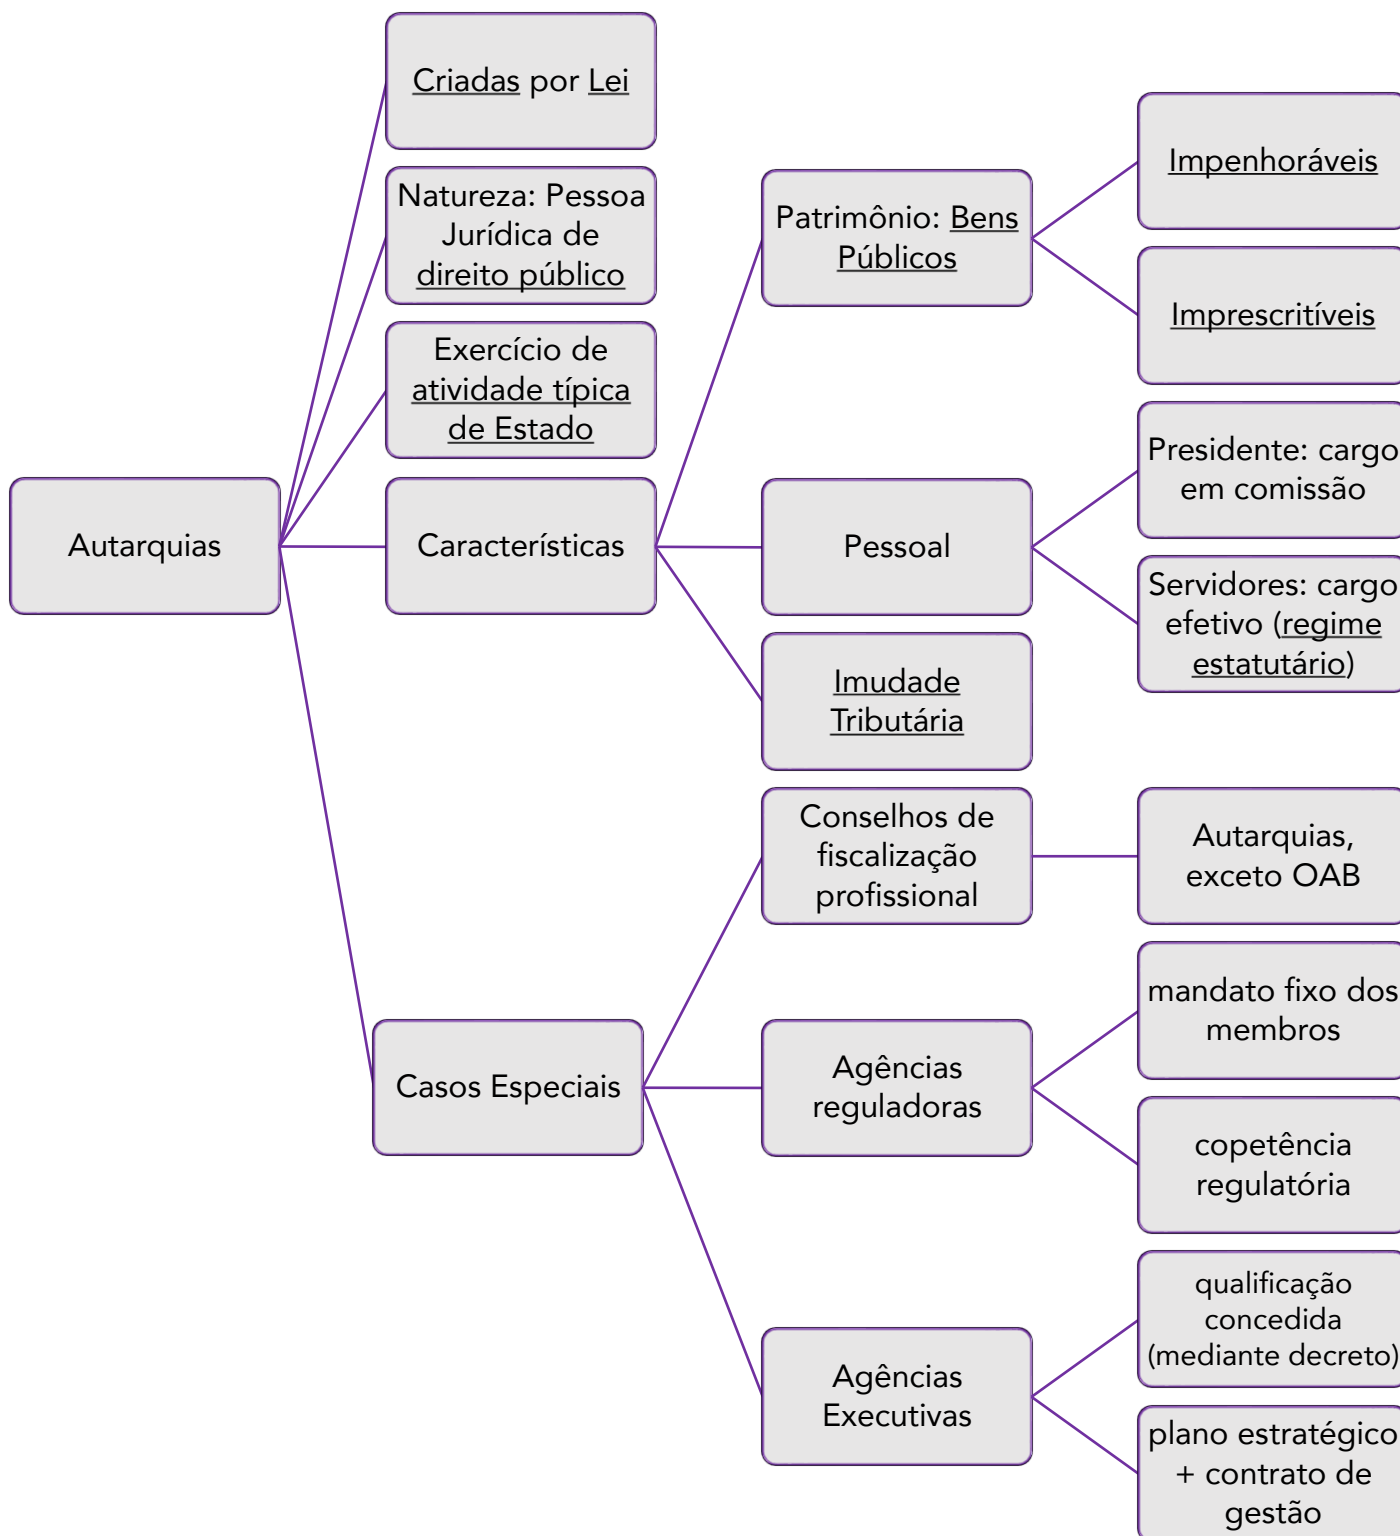 Criadas por Lei
Natureza: Pessoa
Jurídica de
direito público
Exercício de
atividade típica
de Estado
Autarquias
Características
Patrimônio: Bens
Públicos
Impenhoráveis
Imprescritíveis
Pessoal
Presidente: cargo
em comissão
Servidores: cargo
efetivo (regime
estatutário)
Imudade
Tributária
Casos Especiais
Conselhos de
fiscalização
profissional
Autarquias,
exceto OAB
Agências
reguladoras
mandato fixo dos
membros
copetência
regulatória
Agências
Executivas
qualificação
concedida
(mediante decreto)
plano estratégico
+ contrato de
gestão